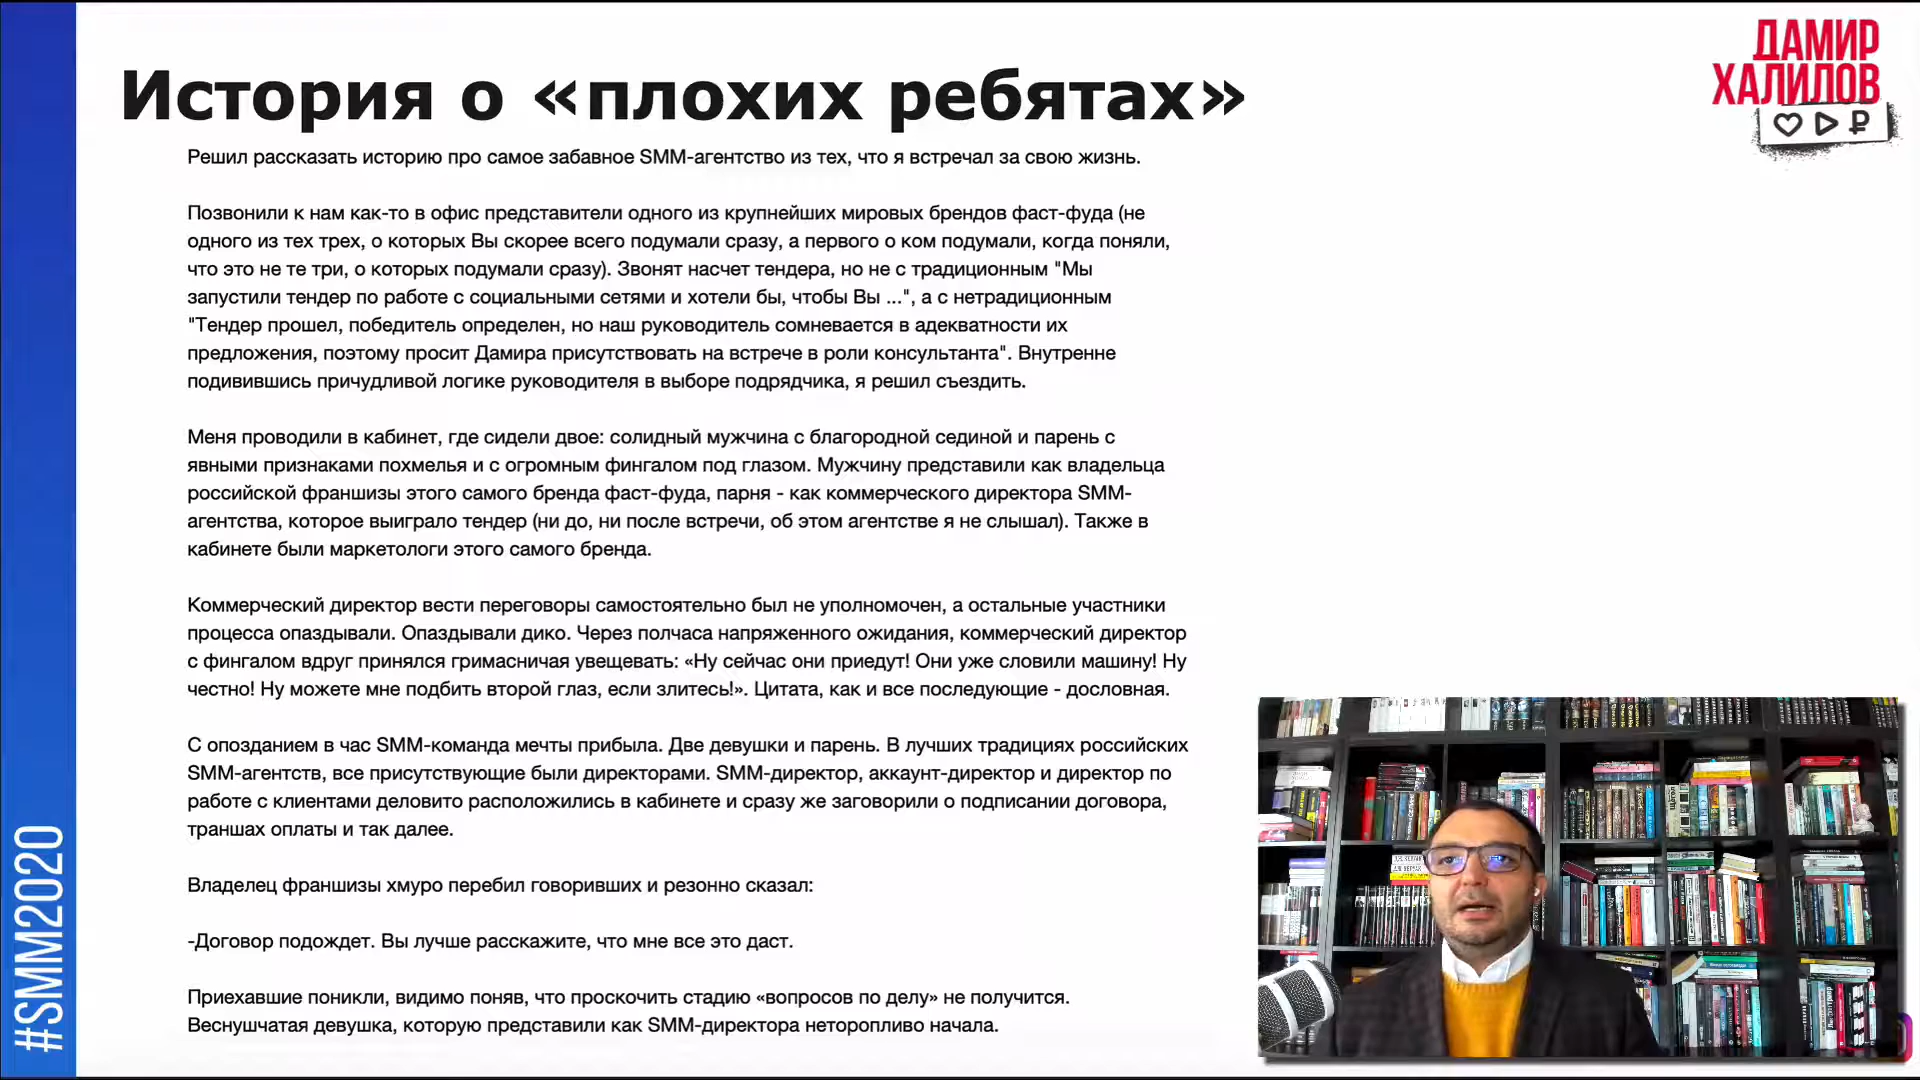 История о «плохих ребятах»
ДАМИР
ХАЛИЛОВ
Решил рассказать историю про самое забавное SMM-агентство из тех, что я встречал за свою жизнь.
Позвонили к нам как-то в офис представители одного из крупнейших мировых брендов фаст-фуда (не
одного из тех трех, о которых Вы скорее всего подумали сразу, а первого о ком подумали, когда поняли,
что это не те три, о которых подумали сразу). Звонят насчет тендера, но не с традиционным "Мы
запустили тендер по работе с социальными сетями и хотели бы, чтобы Вы ...", а с нетрадиционным
"Тендер прошел, победитель определен, но наш руководитель сомневается в адекватности их
предложения, поэтому просит Дамира присутствовать на встрече в роли консультанта". Внутренне
подивившись причудливой логике руководителя в выборе подрядчика, я решил съездить.
Меня проводили в кабинет, где сидели двое: солидный мужчина с благородной сединой и парень с
явными признаками похмелья и с огромным фингалом под глазом. Мужчину представили как владельца
российской франшизы этого самого бренда фаст-фуда, парня - как коммерческого директора SMM-
агентства, которое выиграло тендер (ни до, ни после встречи, об этом агентстве я не слышал). Также в
кабинете были маркетологи этого самого бренда.
Коммерческий директор вести переговоры самостоятельно был не уполномочен, а остальные участники
процесса опаздывали. Опаздывали дико. Через полчаса напряженного ожидания, коммерческий директор
с фингалом вдруг принялся гримасничая увещевать: «Ну сейчас они приедут! Они уже словили машину! Ну
честно! Ну можете мне подбить второй глаз, если злитесь!». Цитата, как и все последующие - дословная.
С опозданием в час SMM-команда мечты прибыла. Две девушки и парень. В лучших традициях российских
SMM-агентств, все присутствующие были директорами. SMM-директор, аккаунт-директор и директор по
работе с клиентами деловито расположились в кабинете и сразу же заговорили о подписании договора,
траншах оплаты и так далее.
Владелец франшизы хмуро перебил говоривших и резонно сказал:
-Договор подождет. Вы лучше расскажите, что мне все это даст.
Приехавшие поникли, видимо поняв, что проскочить стадию «вопросов по делу» не получится.
Веснушчатая девушка, которую представили как SMM-директора неторопливо начала.
#SMM2020